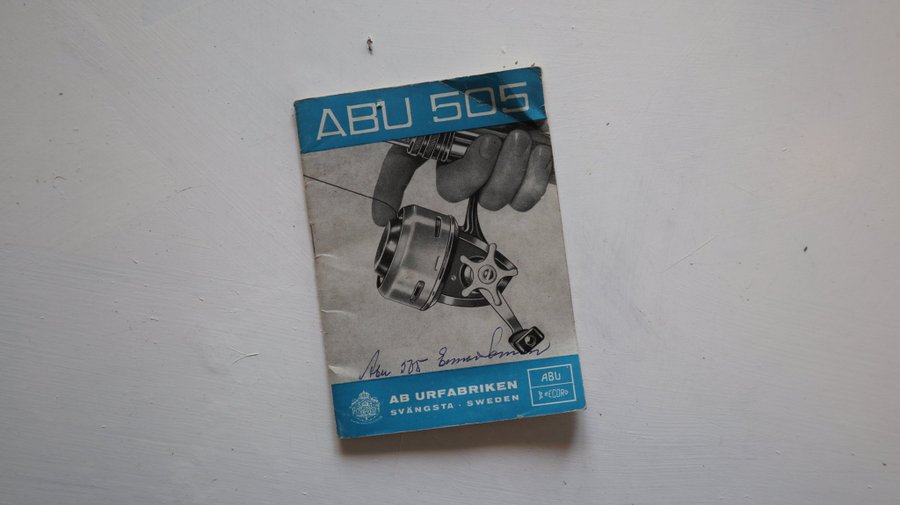 ABU 505
Abu 505
AB URFABRIKEN
SVÄNGSTA · SWEDEN
ABU
RECORD